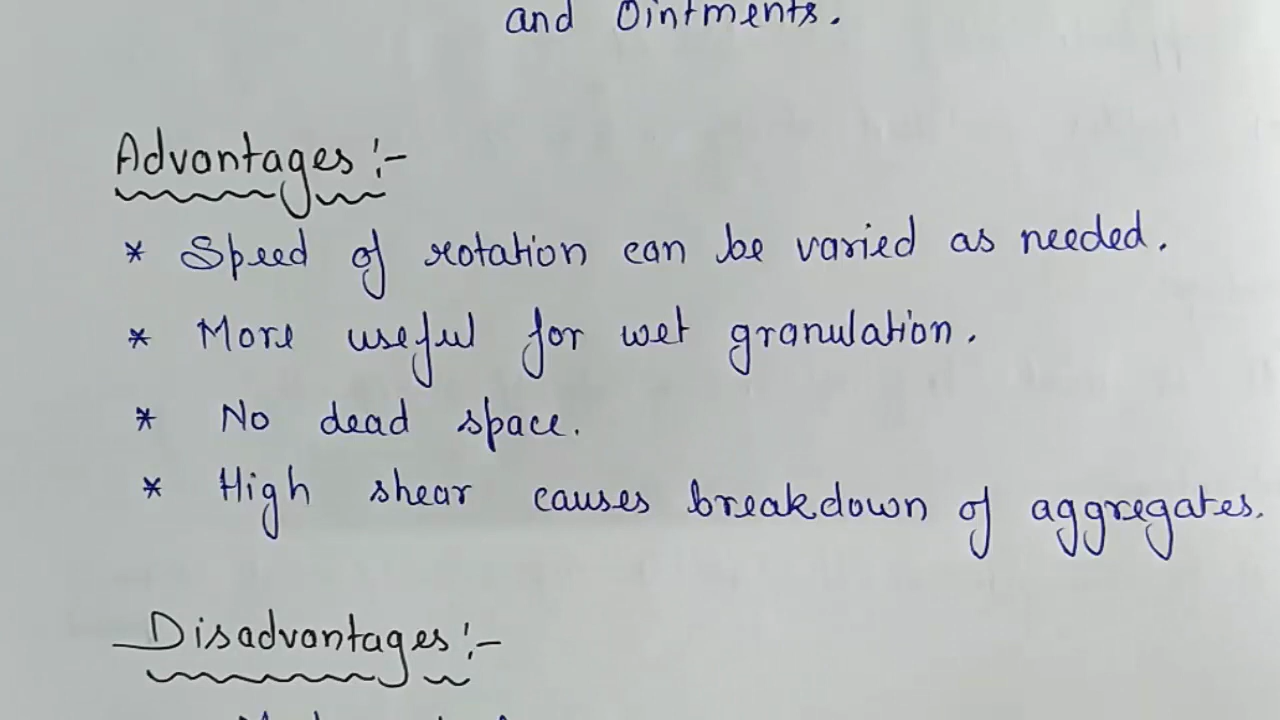 and Ointments.
Advantages :-
* Speed of rotation can be varied as needed.
* More useful for wet granulation.
* No dead space.
* High shear causes breakdown of aggregates.
Disadvantages :-